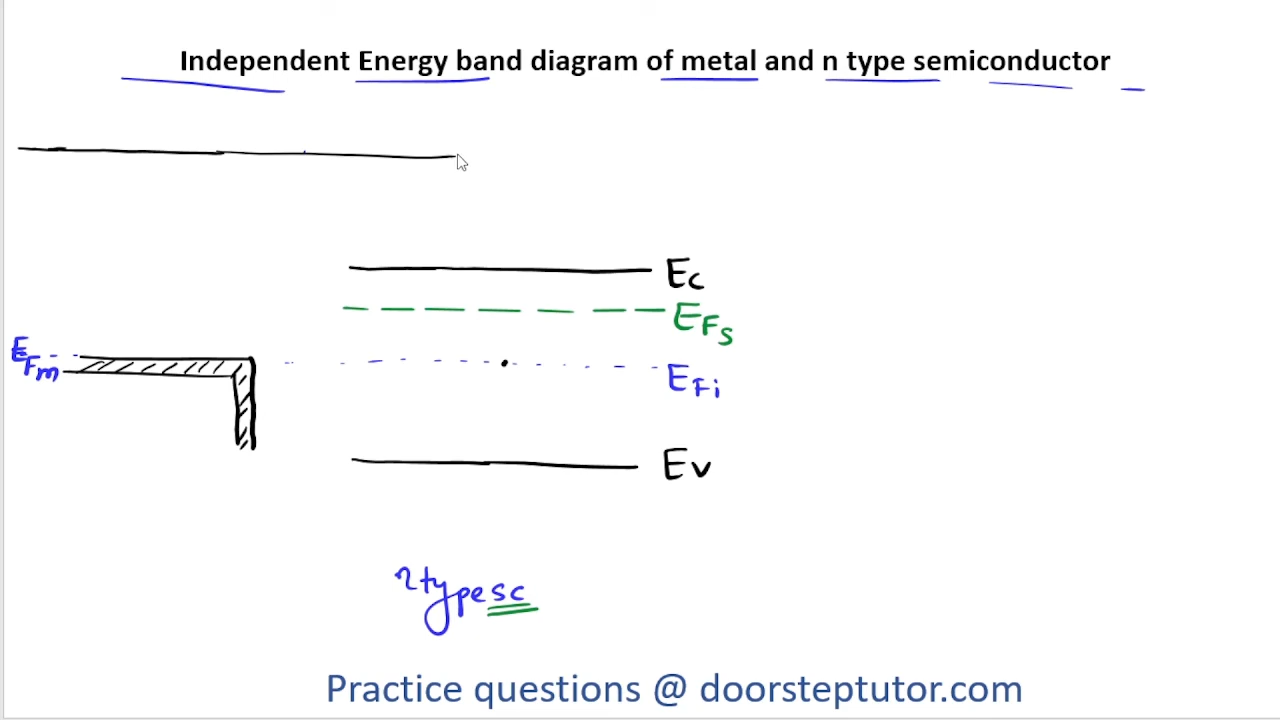 Independent Energy band diagram of metal and n type semiconductor
Ec
EFs
EFm
EFi
Ev
n type sc
Practice questions @ doorsteptutor.com